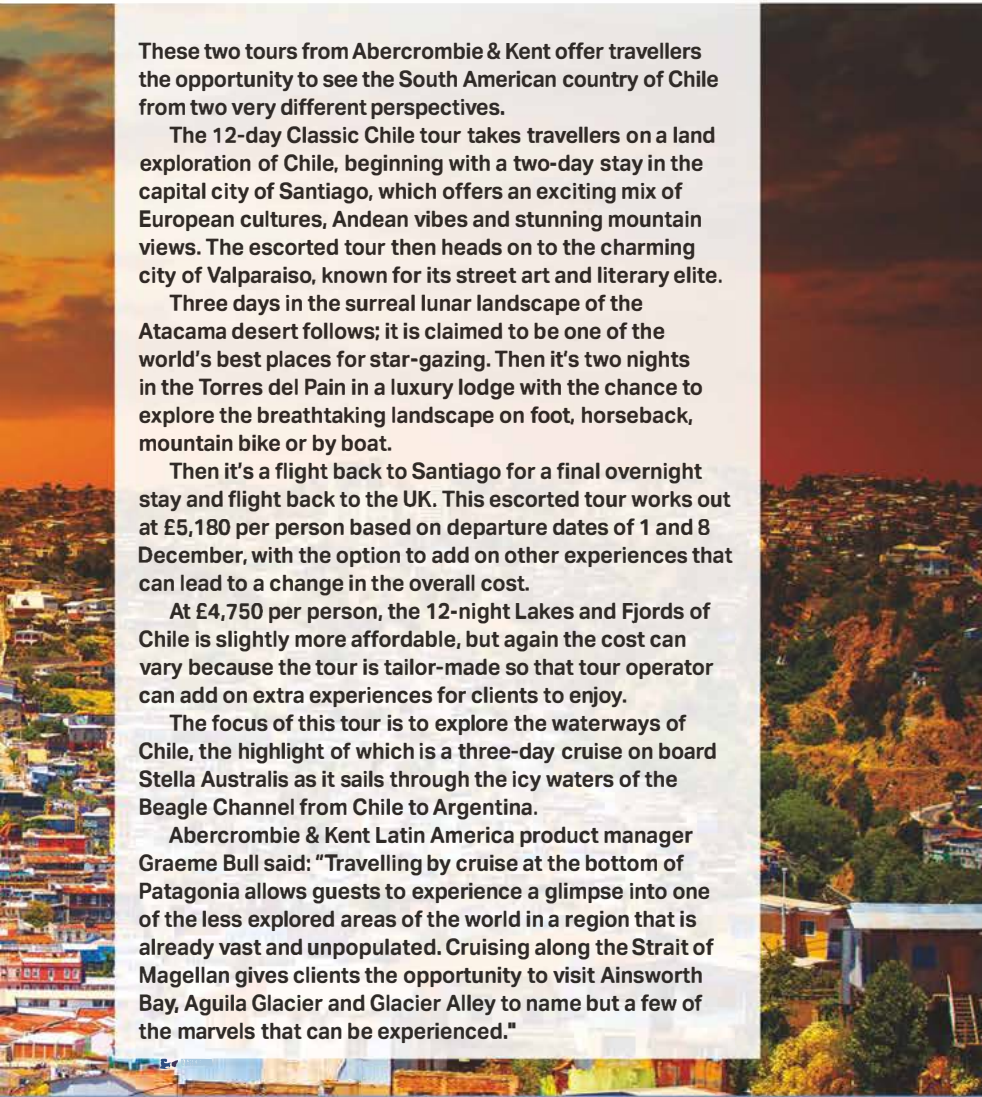 These two tours from Abercrombie & Kent offer travellers
the opportunity to see the South American country of Chile
from two very different perspectives.
The 12-day Classic Chile tour takes travellers on a land
exploration of Chile, beginning with a two-day stay in the
capital city of Santiago, which offers an exciting mix of
European cultures, Andean vibes and stunning mountain
views. The escorted tour then heads on to the charming
city of Valparaiso, known for its street art and literary elite.
Three days in the surreal lunar landscape of the
Atacama desert follows; it is claimed to be one of the
world's best places for star-gazing. Then it's two nights
in the Torres del Pain in a luxury lodge with the chance to
explore the breathtaking landscape on foot, horseback,
mountain bike or by boat.
Then it's a flight back to Santiago for a final overnight
stay and flight back to the UK. This escorted tour works out
at £5,180 per person based on departure dates of 1 and 8
December, with the option to add on other experiences that
can lead to a change in the overall cost.
At £4,750 per person, the 12-night Lakes and Fjords of
Chile is slightly more affordable, but again the cost can
vary because the tour is tailor-made so that tour operator
can add on extra experiences for clients to enjoy.
The focus of this tour is to explore the waterways of
Chile, the highlight of which is a three-day cruise on board
Stella Australis as it sails through the icy waters of the
Beagle Channel from Chile to Argentina.
Abercrombie & Kent Latin America product manager
Graeme Bull said: "Travelling by cruise at the bottom of
Patagonia allows guests to experience a glimpse into one
of the less explored areas of the world in a region that is
already vast and unpopulated. Cruising along the Strait of
Magellan gives clients the opportunity to visit Ainsworth
Bay, Aguila Glacier and Glacier Alley to name but a few of
the marvels that can be experienced."